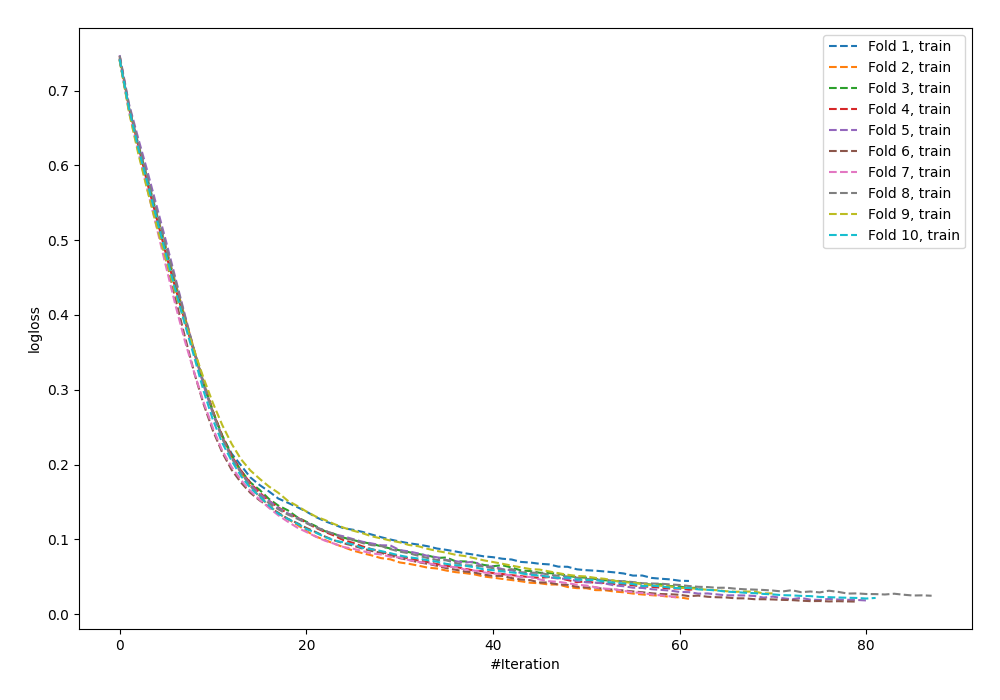 0.7
0.6
0.5
0.4
0.3
0.2
0.1
0.0
logloss
0
20
40
60
80
#Iteration
Fold 1, train
Fold 2, train
Fold 3, train
Fold 4, train
Fold 5, train
Fold 6, train
Fold 7, train
Fold 8, train
Fold 9, train
Fold 10, train